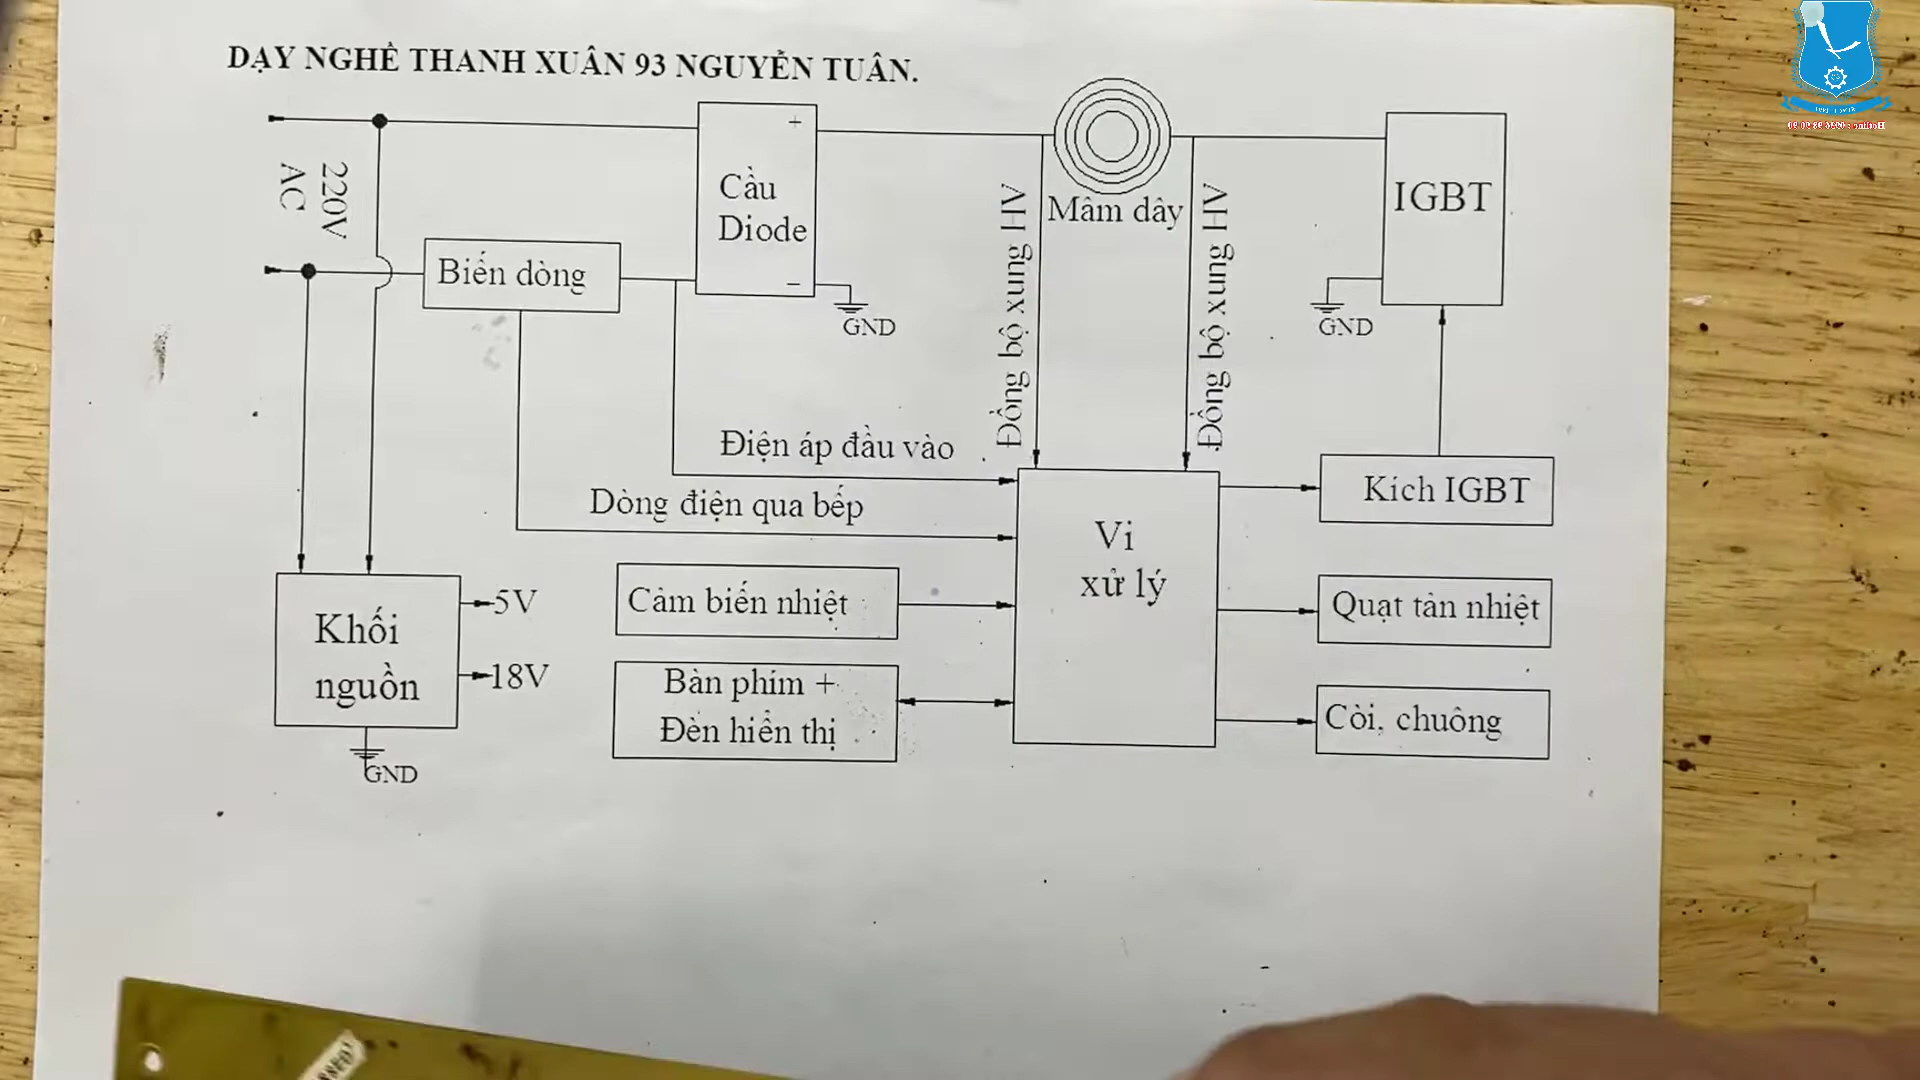 DẠY NGHỀ THANH XUÂN 93 NGUYỄN TUÂN.
220V
AC
Biến dòng
Cầu
Diode
+
−
GND
Mâm dây
Đồng bộ xung HV
Đồng bộ xung HV
IGBT
GND
Điện áp đầu vào
Dòng điện qua bếp
Kích IGBT
Vi
xử lý
Khối
nguồn
5V
18V
GND
Cảm biến nhiệt
Bàn phím +
Đèn hiển thị
Quạt tản nhiệt
Còi, chuông